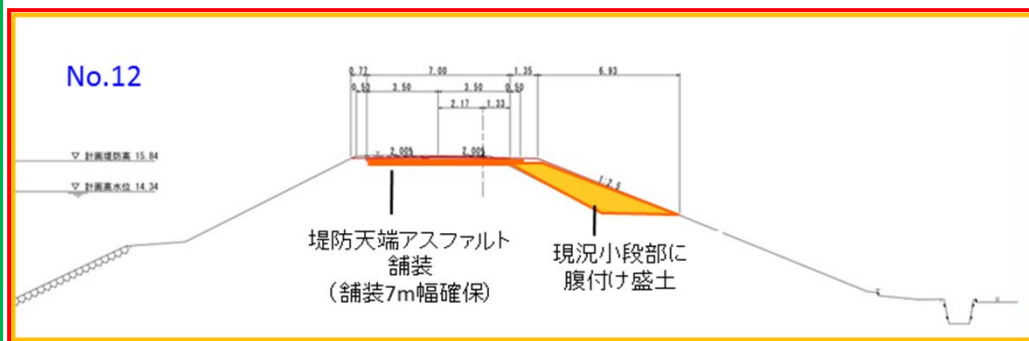 No.12
0.72 7.00 1.35 6.93
0.50 3.50 3.50 0.50
2.17 1.33
▽ 計画堤防高 15.84
2.00% 2.00%
▽ 計画高水位 14.34
1:2.5
堤防天端アスファルト
舗装
(舗装7m幅確保)
現況小段部に
腹付け盛土